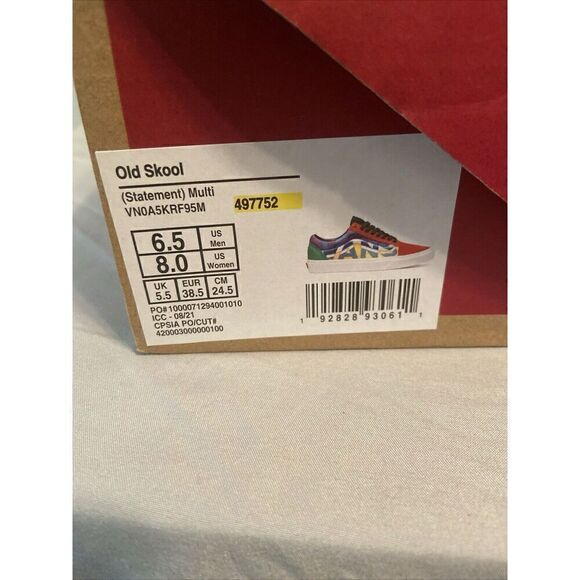 Old Skool
(Statement) Multi
VN0A5KRF95M 497752
6.5 US Men
8.0 US Women
UK EUR CM
5.5 38.5 24.5
PO# 1000071294001010
ICC - 08/21
CPSIA PO/CUT#
420003000000100
1 92828 93061 1